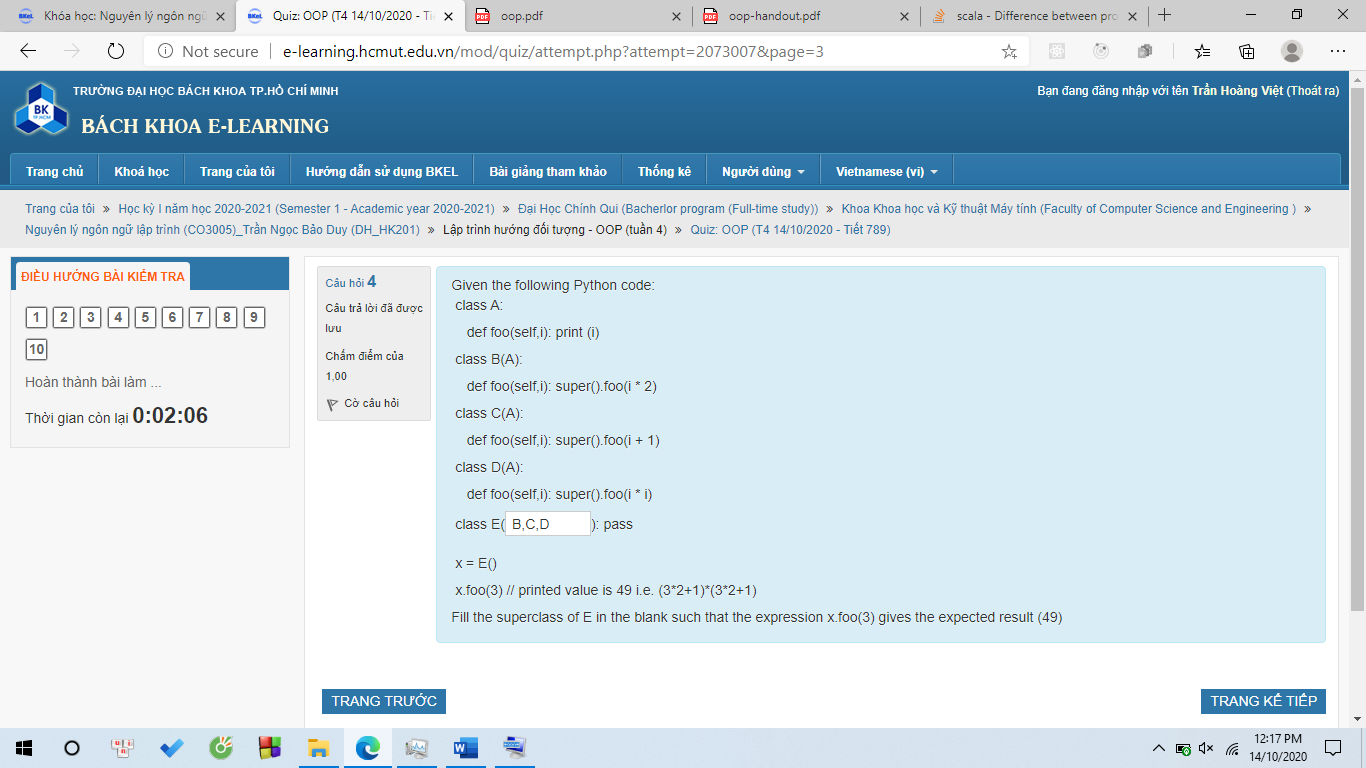 Khóa học: Nguyên lý ngôn ngữ
Quiz: OOP (T4 14/10/2020 - Tiế
oop.pdf
oop-handout.pdf
scala - Difference between pro
Not secure
e-learning.hcmut.edu.vn/mod/quiz/attempt.php?attempt=2073007&page=3
TRƯỜNG ĐẠI HỌC BÁCH KHOA TP.HỒ CHÍ MINH
Bạn đang đăng nhập với tên Trần Hoàng Việt (Thoát ra)
BK
TP.HCM
BÁCH KHOA E-LEARNING
Trang chủ
Khoá học
Trang của tôi
Hướng dẫn sử dụng BKEL
Bài giảng tham khảo
Thống kê
Người dùng
Vietnamese (vi)
Trang của tôi » Học kỳ I năm học 2020-2021 (Semester 1 - Academic year 2020-2021) » Đại Học Chính Qui (Bacherlor program (Full-time study)) » Khoa Khoa học và Kỹ thuật Máy tính (Faculty of Computer Science and Engineering ) »
Nguyên lý ngôn ngữ lập trình (CO3005)_Trần Ngọc Bảo Duy (DH_HK201) » Lập trình hướng đối tượng - OOP (tuần 4) » Quiz: OOP (T4 14/10/2020 - Tiết 789)
ĐIỀU HƯỚNG BÀI KIỂM TRA
1 2 3 4 5 6 7 8 9
10
Hoàn thành bài làm ...
Thời gian còn lại 0:02:06
Câu hỏi 4
Câu trả lời đã được
lưu
Chấm điểm của
1,00
Cờ câu hỏi
Given the following Python code:
class A:
def foo(self,i): print (i)
class B(A):
def foo(self,i): super().foo(i * 2)
class C(A):
def foo(self,i): super().foo(i + 1)
class D(A):
def foo(self,i): super().foo(i * i)
class E( B,C,D ): pass
x = E()
x.foo(3) // printed value is 49 i.e. (3*2+1)*(3*2+1)
Fill the superclass of E in the blank such that the expression x.foo(3) gives the expected result (49)
TRANG TRƯỚC
TRANG KẾ TIẾP
12:17 PM
14/10/2020